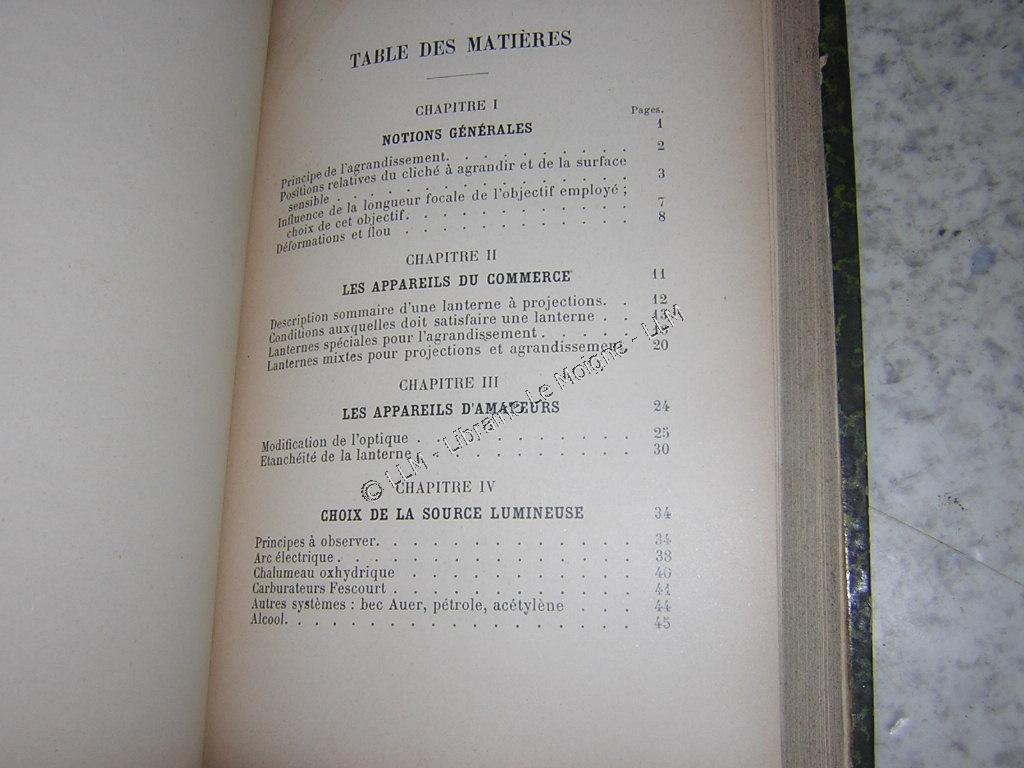 TABLE DES MATIÈRES
CHAPITRE I
Pages.
NOTIONS GÉNÉRALES 1
Principe de l'agrandissement. . . . . . . . . . 2
Positions relatives du cliché à agrandir et de la surface
sensible . . . . . . . . . . . . . . . . 3
Influence de la longueur focale de l'objectif employé ;
choix de cet objectif. . . . . . . . . . . . 7
Déformations et flou . . . . . . . . . . . . 8
CHAPITRE II
LES APPAREILS DU COMMERCE 11
Description sommaire d'une lanterne à projections. . 12
Conditions auxquelles doit satisfaire une lanterne . . 13
Lanternes spéciales pour l'agrandissement . . . .
Lanternes mixtes pour projections et agrandissement 20
CHAPITRE III
LES APPAREILS D'AMATEURS 24
Modification de l'optique . . . . . . . . . . . 25
Etanchéité de la lanterne . . . . . . . . . . . 30
CHAPITRE IV
CHOIX DE LA SOURCE LUMINEUSE 34
Principes à observer. . . . . . . . . . . . . 34
Arc électrique . . . . . . . . . . . . . . . 38
Chalumeau oxhydrique . . . . . . . . . . . 40
Carburateurs Fescourt . . . . . . . . . . . . 41
Autres systèmes : bec Auer, pétrole, acétylène . . . 44
Alcool. . . . . . . . . . . . . . . . . . 45
© LLM - Librairie Le Moigne - LLM